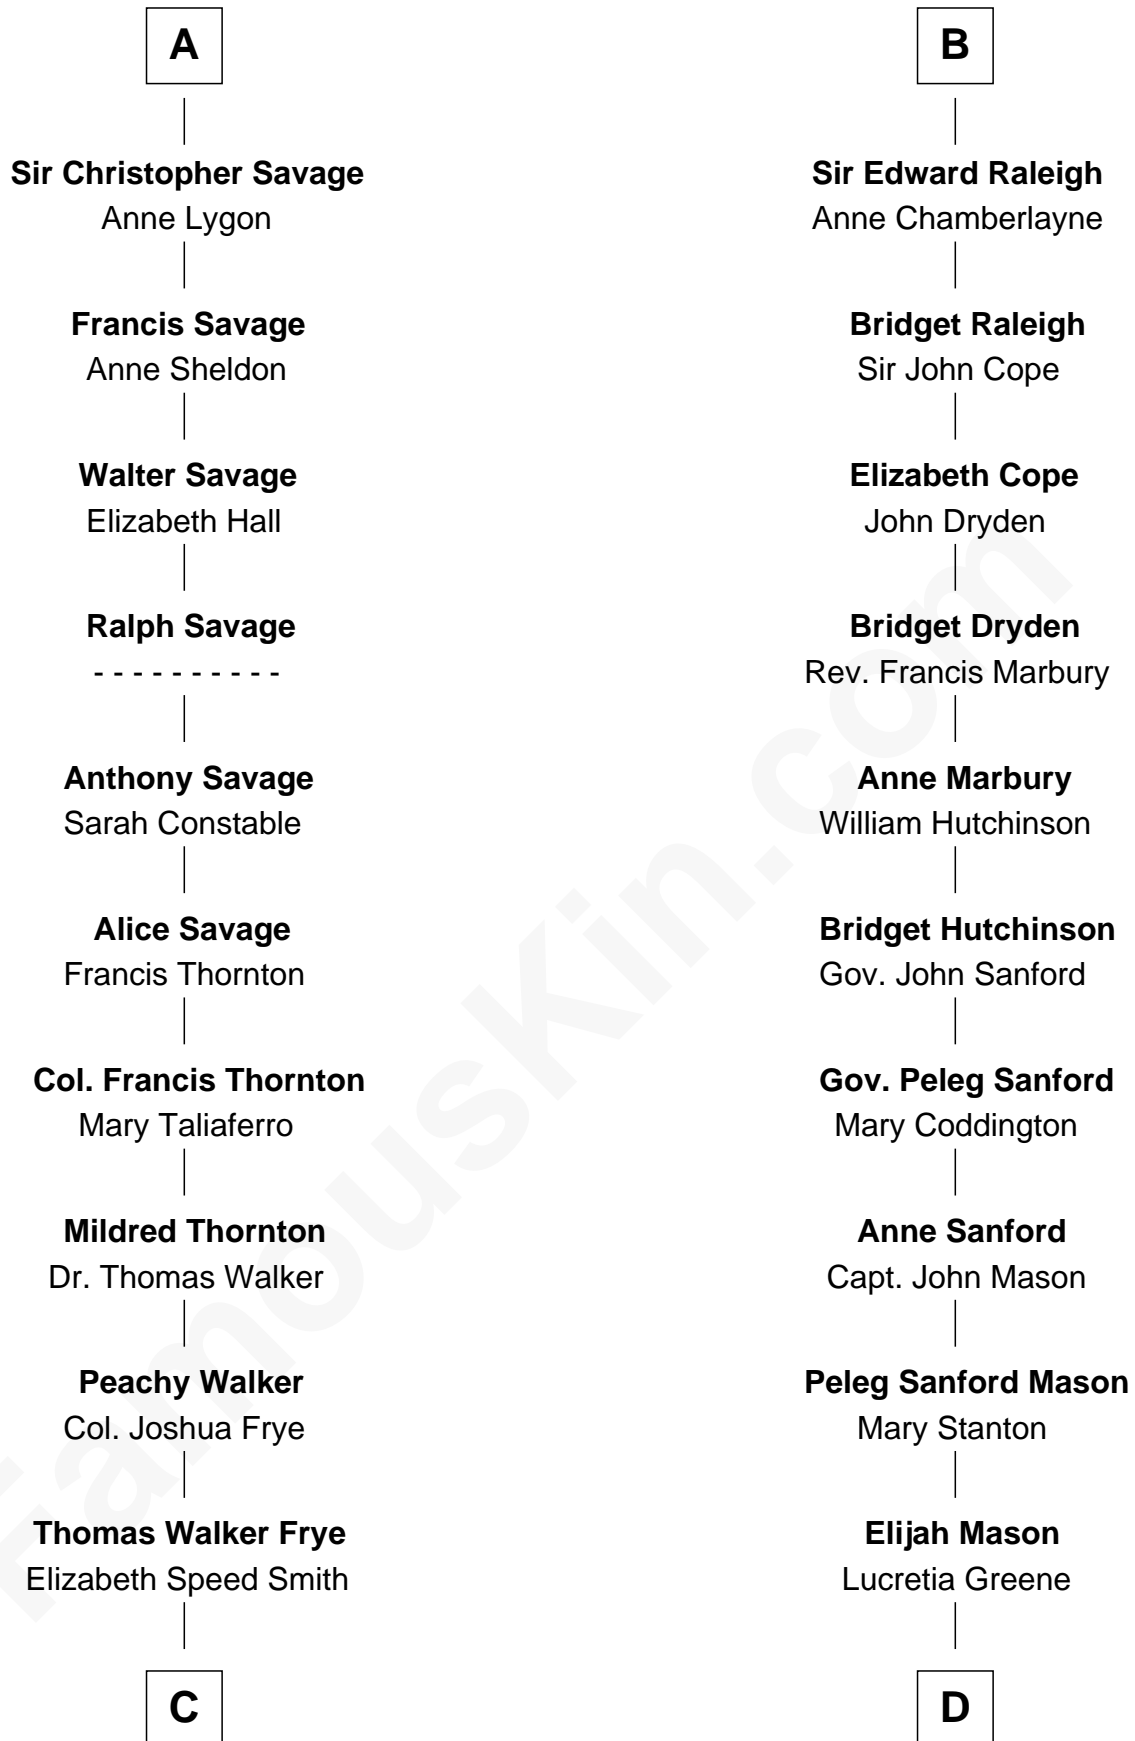 A
Sir Christopher Savage
Anne Lygon
Francis Savage
Anne Sheldon
Walter Savage
Elizabeth Hall
Ralph Savage
- - - - - - - - - -
Anthony Savage
Sarah Constable
Alice Savage
Francis Thornton
Col. Francis Thornton
Mary Taliaferro
Mildred Thornton
Dr. Thomas Walker
Peachy Walker
Col. Joshua Frye
Thomas Walker Frye
Elizabeth Speed Smith
C
B
Sir Edward Raleigh
Anne Chamberlayne
Bridget Raleigh
Sir John Cope
Elizabeth Cope
John Dryden
Bridget Dryden
Rev. Francis Marbury
Anne Marbury
William Hutchinson
Bridget Hutchinson
Gov. John Sanford
Gov. Peleg Sanford
Mary Coddington
Anne Sanford
Capt. John Mason
Peleg Sanford Mason
Mary Stanton
Elijah Mason
Lucretia Greene
D
FamousKin.com